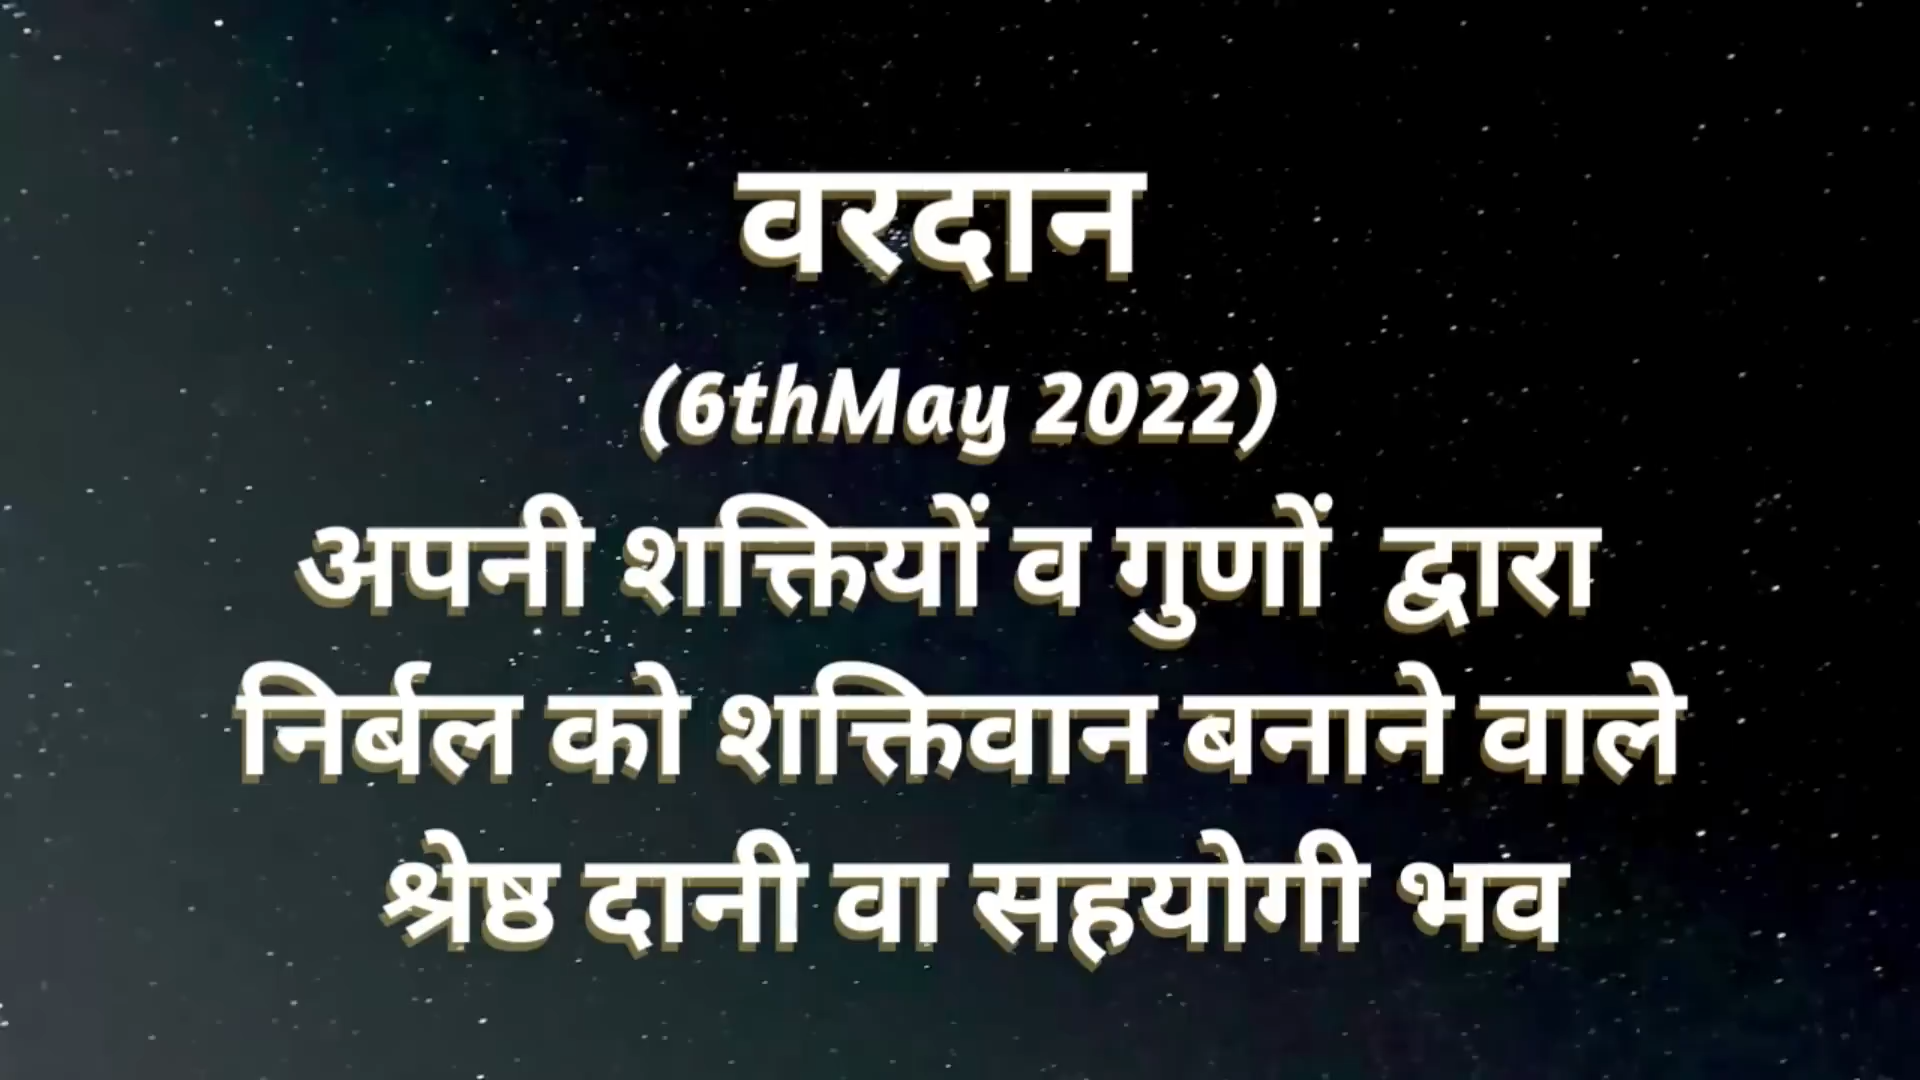 वरदान
(6thMay 2022)
अपनी शक्तियों व गुणों द्वारा
निर्बल को शक्तिवान बनाने वाले
श्रेष्ठ दानी वा सहयोगी भव